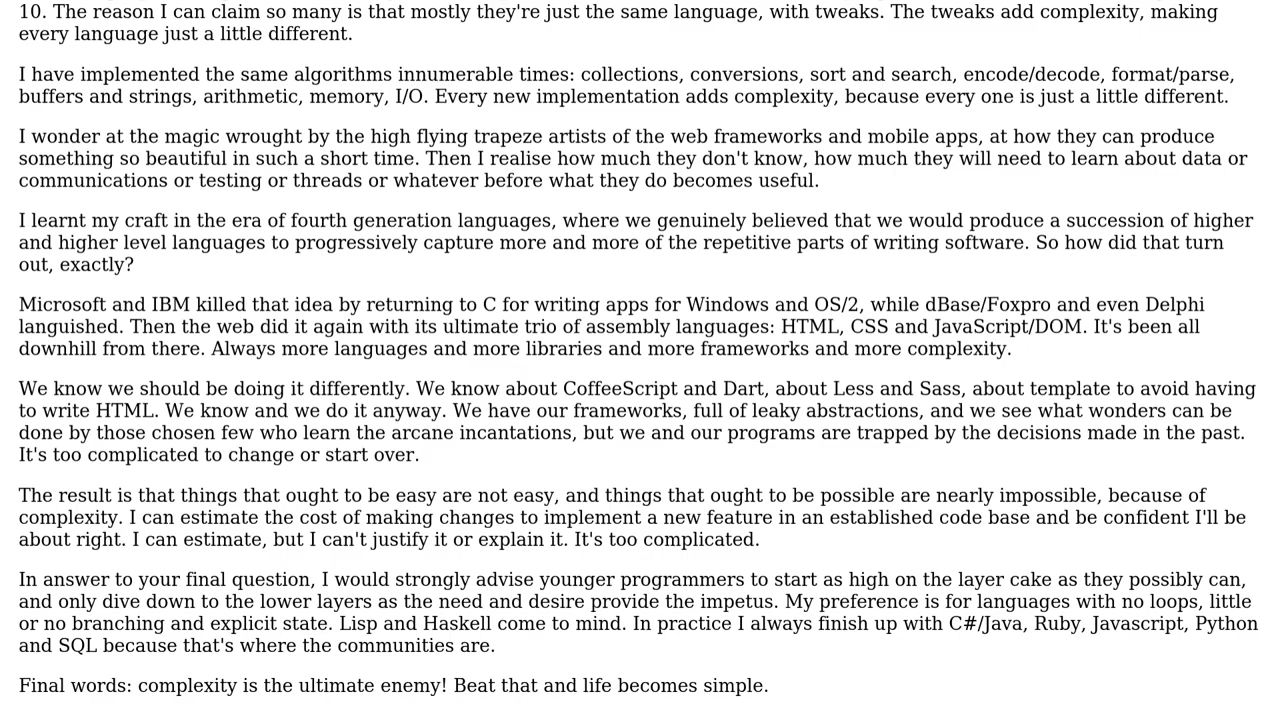 10. The reason I can claim so many is that mostly they're just the same language, with tweaks. The tweaks add complexity, making
every language just a little different.
I have implemented the same algorithms innumerable times: collections, conversions, sort and search, encode/decode, format/parse,
buffers and strings, arithmetic, memory, I/O. Every new implementation adds complexity, because every one is just a little different.
I wonder at the magic wrought by the high flying trapeze artists of the web frameworks and mobile apps, at how they can produce
something so beautiful in such a short time. Then I realise how much they don't know, how much they will need to learn about data or
communications or testing or threads or whatever before what they do becomes useful.
I learnt my craft in the era of fourth generation languages, where we genuinely believed that we would produce a succession of higher
and higher level languages to progressively capture more and more of the repetitive parts of writing software. So how did that turn
out, exactly?
Microsoft and IBM killed that idea by returning to C for writing apps for Windows and OS/2, while dBase/Foxpro and even Delphi
languished. Then the web did it again with its ultimate trio of assembly languages: HTML, CSS and JavaScript/DOM. It's been all
downhill from there. Always more languages and more libraries and more frameworks and more complexity.
We know we should be doing it differently. We know about CoffeeScript and Dart, about Less and Sass, about template to avoid having
to write HTML. We know and we do it anyway. We have our frameworks, full of leaky abstractions, and we see what wonders can be
done by those chosen few who learn the arcane incantations, but we and our programs are trapped by the decisions made in the past.
It's too complicated to change or start over.
The result is that things that ought to be easy are not easy, and things that ought to be possible are nearly impossible, because of
complexity. I can estimate the cost of making changes to implement a new feature in an established code base and be confident I'll be
about right. I can estimate, but I can't justify it or explain it. It's too complicated.
In answer to your final question, I would strongly advise younger programmers to start as high on the layer cake as they possibly can,
and only dive down to the lower layers as the need and desire provide the impetus. My preference is for languages with no loops, little
or no branching and explicit state. Lisp and Haskell come to mind. In practice I always finish up with C#/Java, Ruby, Javascript, Python
and SQL because that's where the communities are.
Final words: complexity is the ultimate enemy! Beat that and life becomes simple.